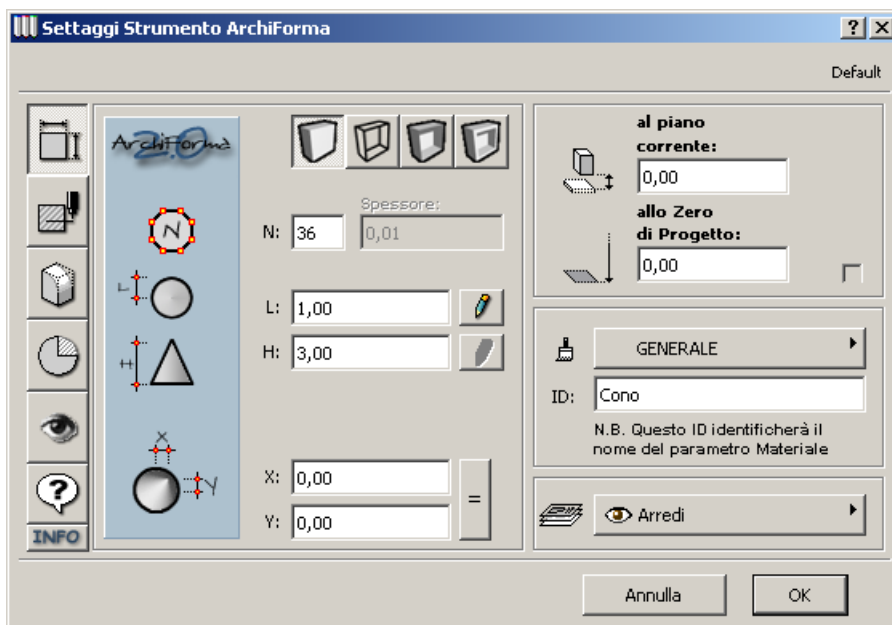 Settaggi Strumento ArchiForma
Default
ArchiForma
2.0
N
L
H
X
Y
INFO
Spessore:
N: 36 0,01
L: 1,00
H: 3,00
X: 0,00
=
Y: 0,00
al piano
corrente:
0,00
allo Zero
di Progetto:
0,00
GENERALE
ID: Cono
N.B. Questo ID identificherà il
nome del parametro Materiale
Arredi
Annulla OK